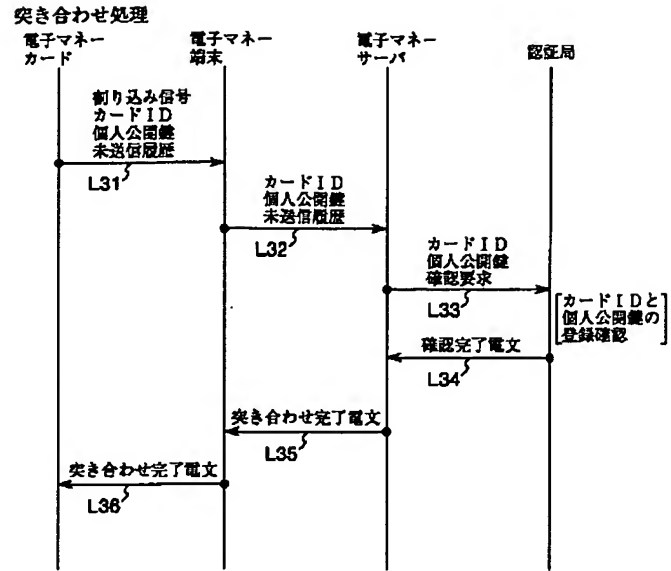 突き合わせ処理
電子マネー
カード
電子マネー
端末
電子マネー
サーバ
認証局
割り込み信号
カードID
個人公開鍵
未送信履歴
L31
カードID
個人公開鍵
未送信履歴
L32
カードID
個人公開鍵
確認要求
L33
カードIDと
個人公開鍵の
登録確認
確認完了電文
L34
突き合わせ完了電文
L35
突き合わせ完了電文
L36